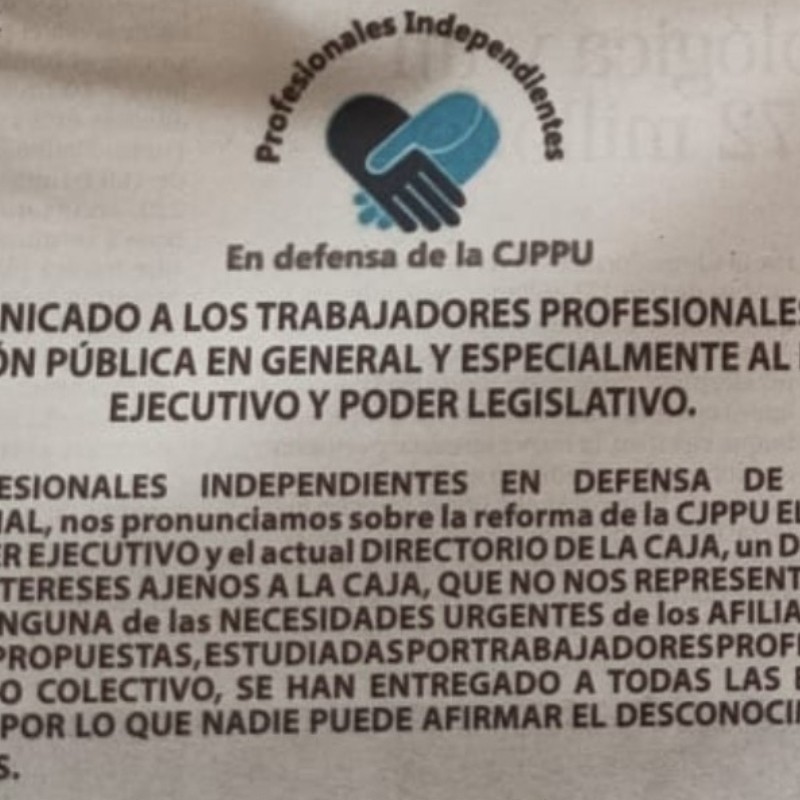 Profesionales Independientes
En defensa de la CJPPU
NICADO A LOS TRABAJADORES PROFESIONALES
ÓN PÚBLICA EN GENERAL Y ESPECIALMENTE AL
EJECUTIVO Y PODER LEGISLATIVO.
ESIONALES INDEPENDIENTES EN DEFENSA DE
IAL, nos pronunciamos sobre la reforma de la CJPPU EL
ER EJECUTIVO y el actual DIRECTORIO DE LA CAJA, un D
TERESES AJENOS A LA CAJA, QUE NO NOS REPRESENT
NGUNA de las NECESIDADES URGENTES de los AFILIA
PROPUESTAS, ESTUDIADAS POR TRABAJADORES PROFE
O COLECTIVO, SE HAN ENTREGADO A TODAS LAS
POR LO QUE NADIE PUEDE AFIRMAR EL DESCONOCI
S.